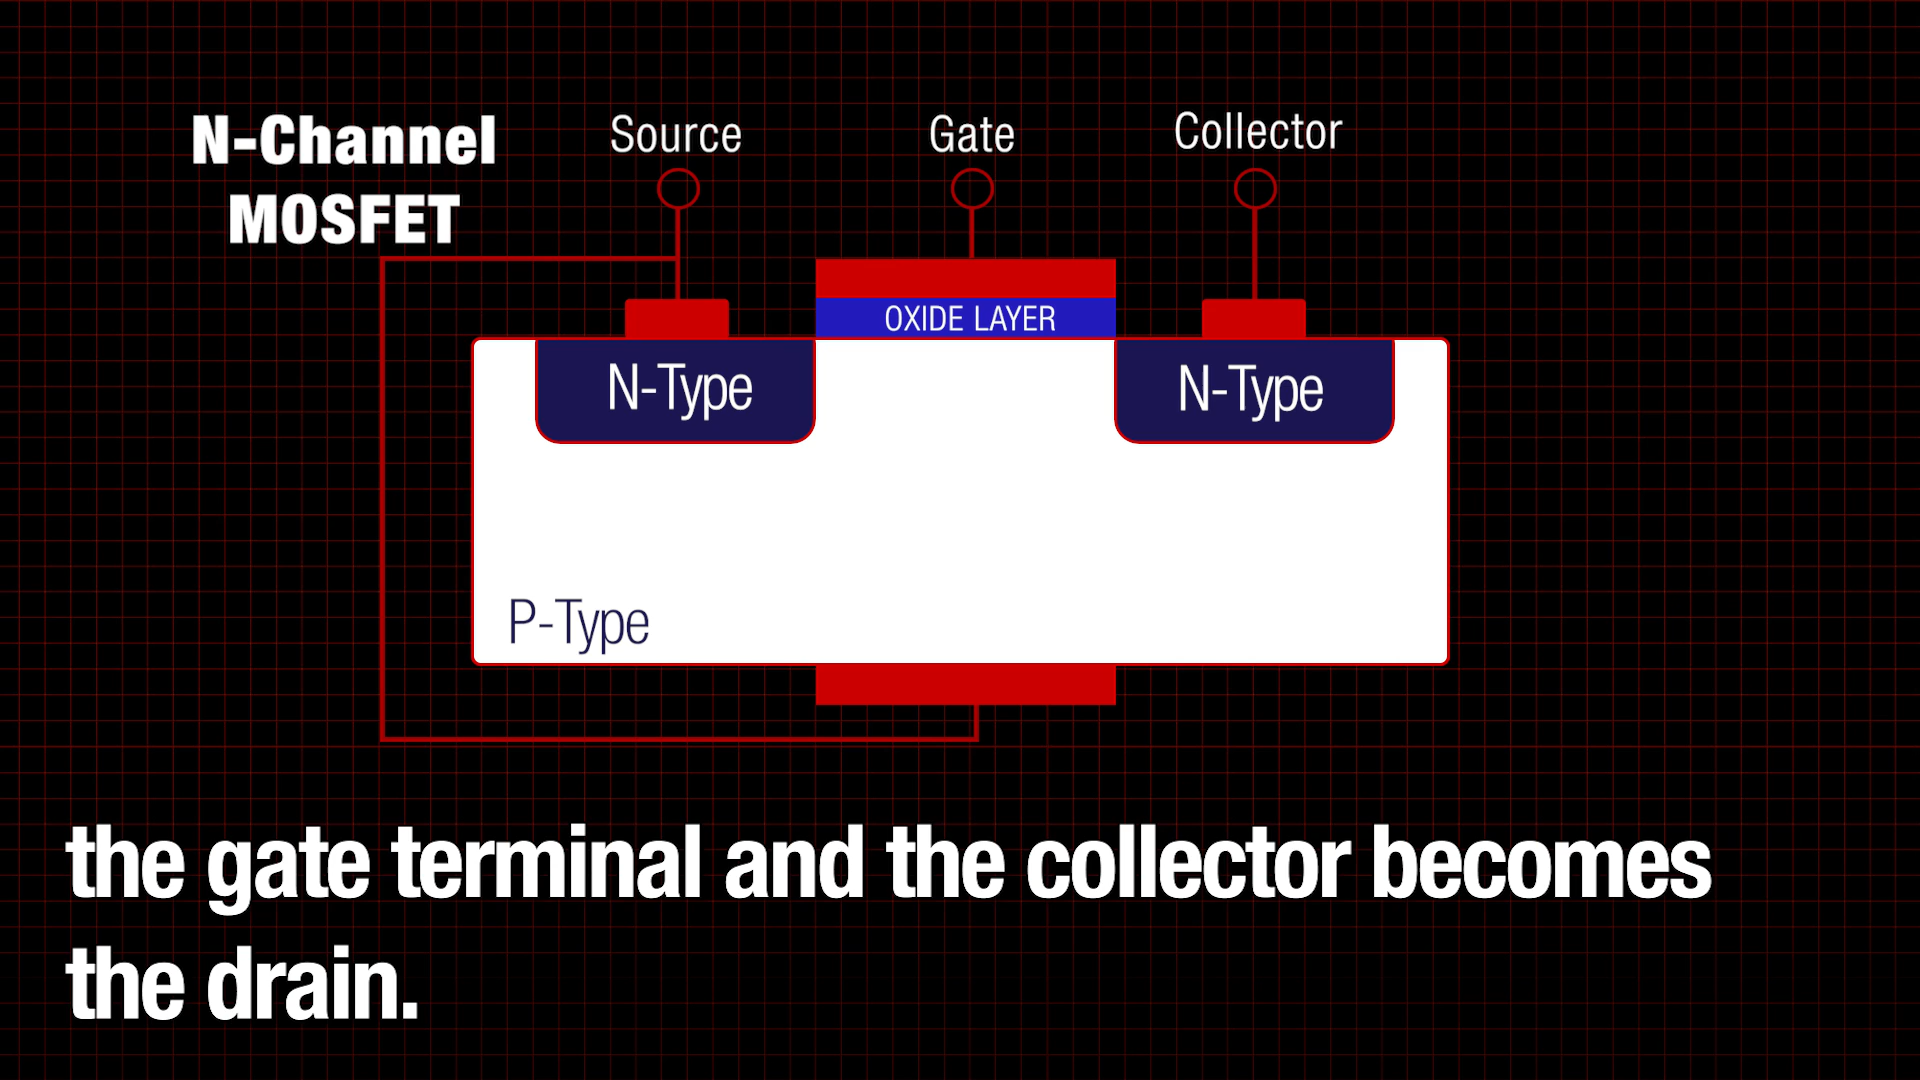 N-Channel
MOSFET
Source
Gate
Collector
OXIDE LAYER
N-Type
N-Type
P-Type
the gate terminal and the collector becomes
the drain.